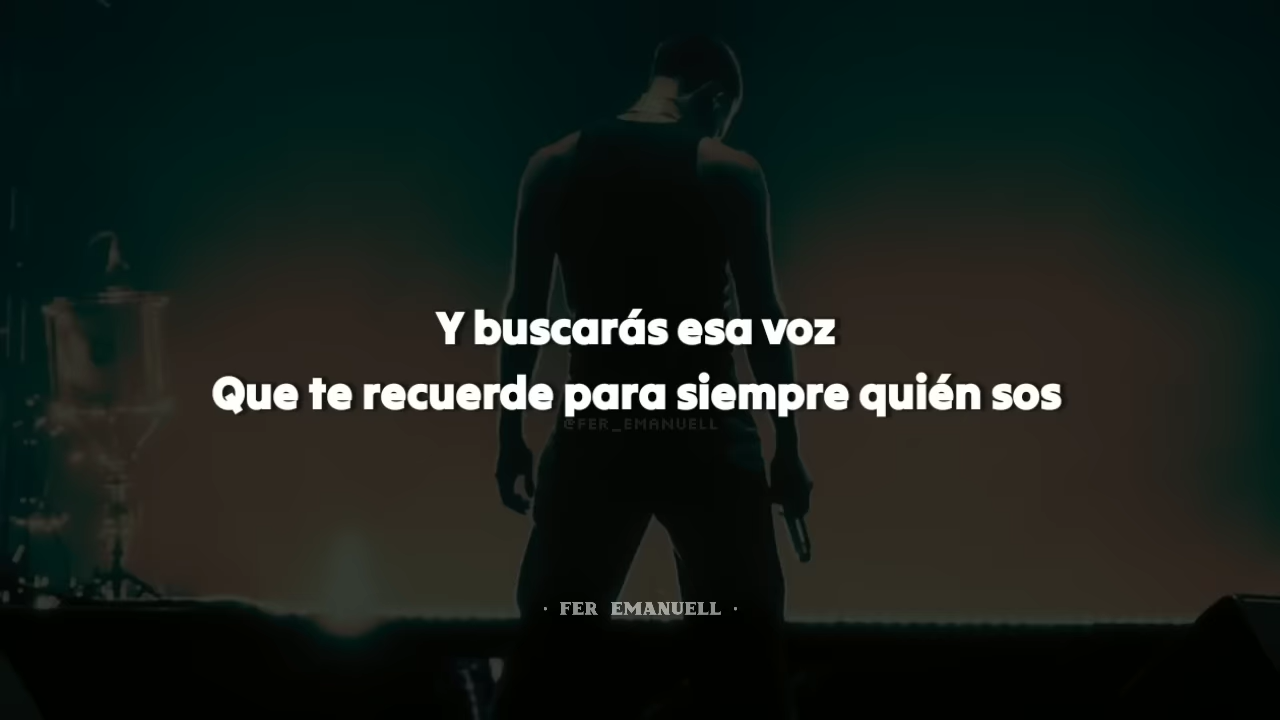 Y buscarás esa voz
Que te recuerde para siempre quién sos
@FER_EMANUELL
· FER EMANUELL ·